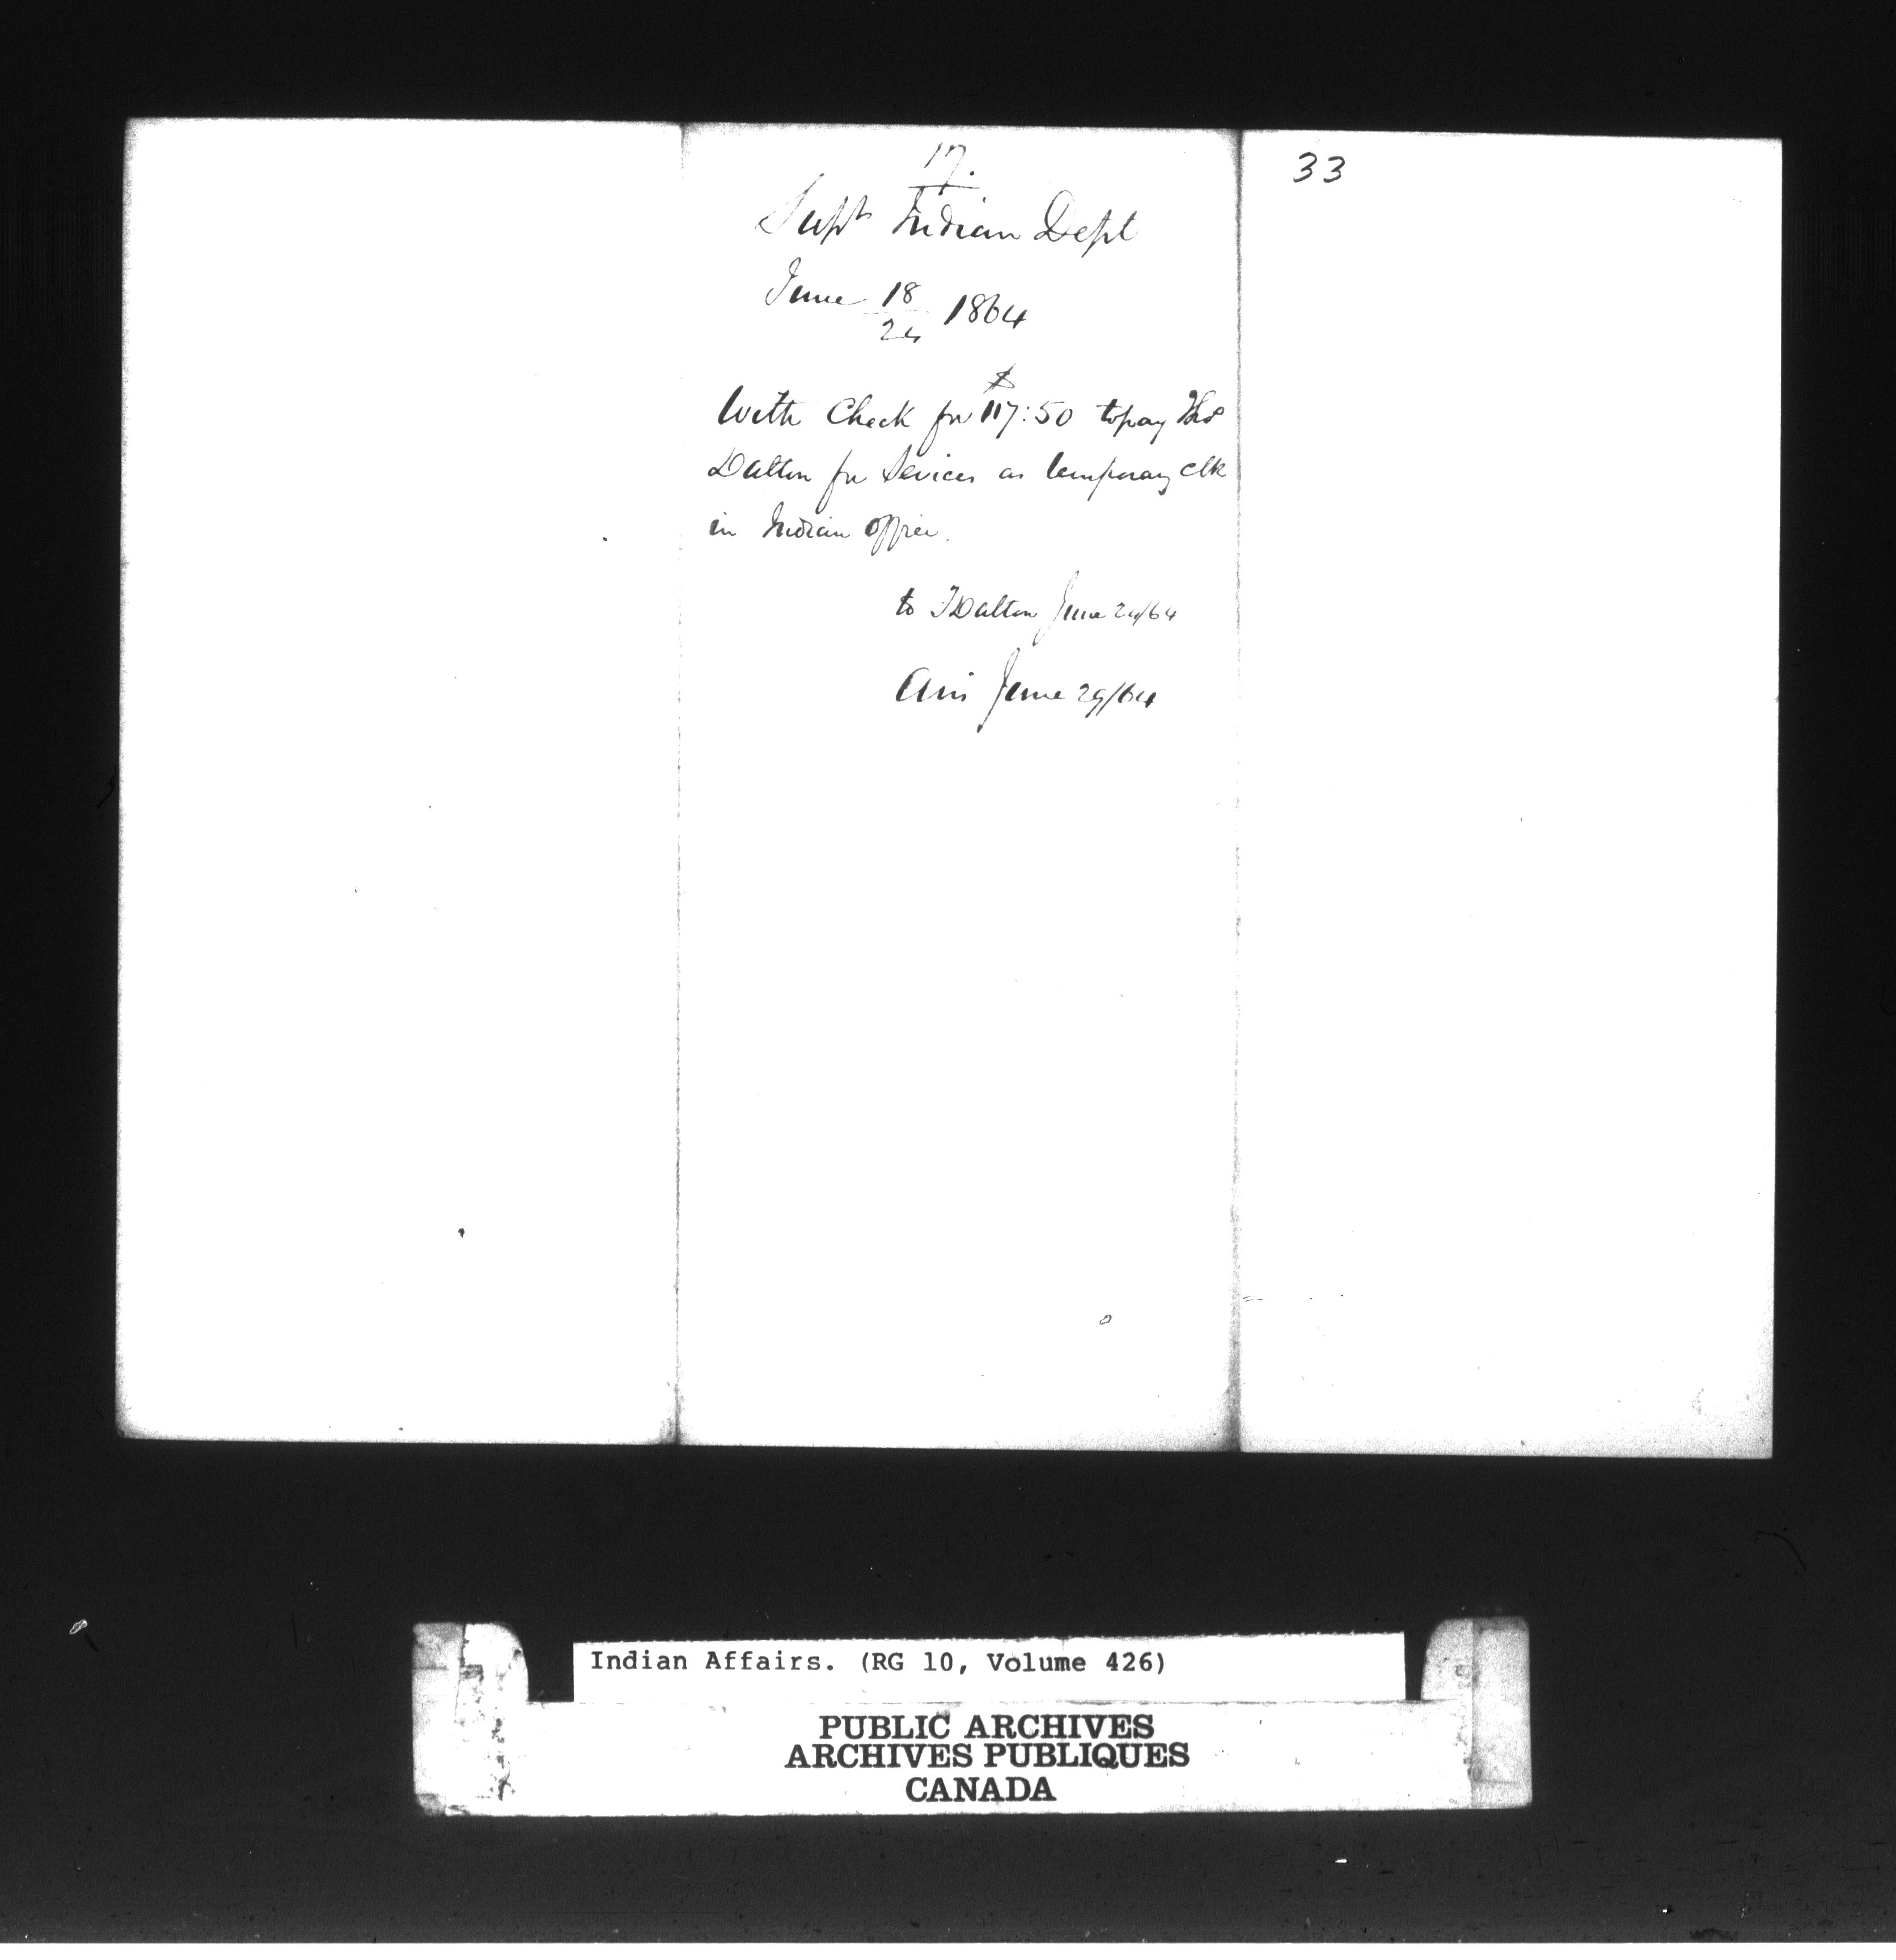 17.
33
Supt Indian Dept
June 18/24 1864
With Check for $117:50 to pay Thos
Dalton for Sevices as temporary clk
in Indian office.
to T Dalton June 24/64
Ans June 29/64
Indian Affairs. (RG 10, Volume 426)
PUBLIC ARCHIVES
ARCHIVES PUBLIQUES
CANADA